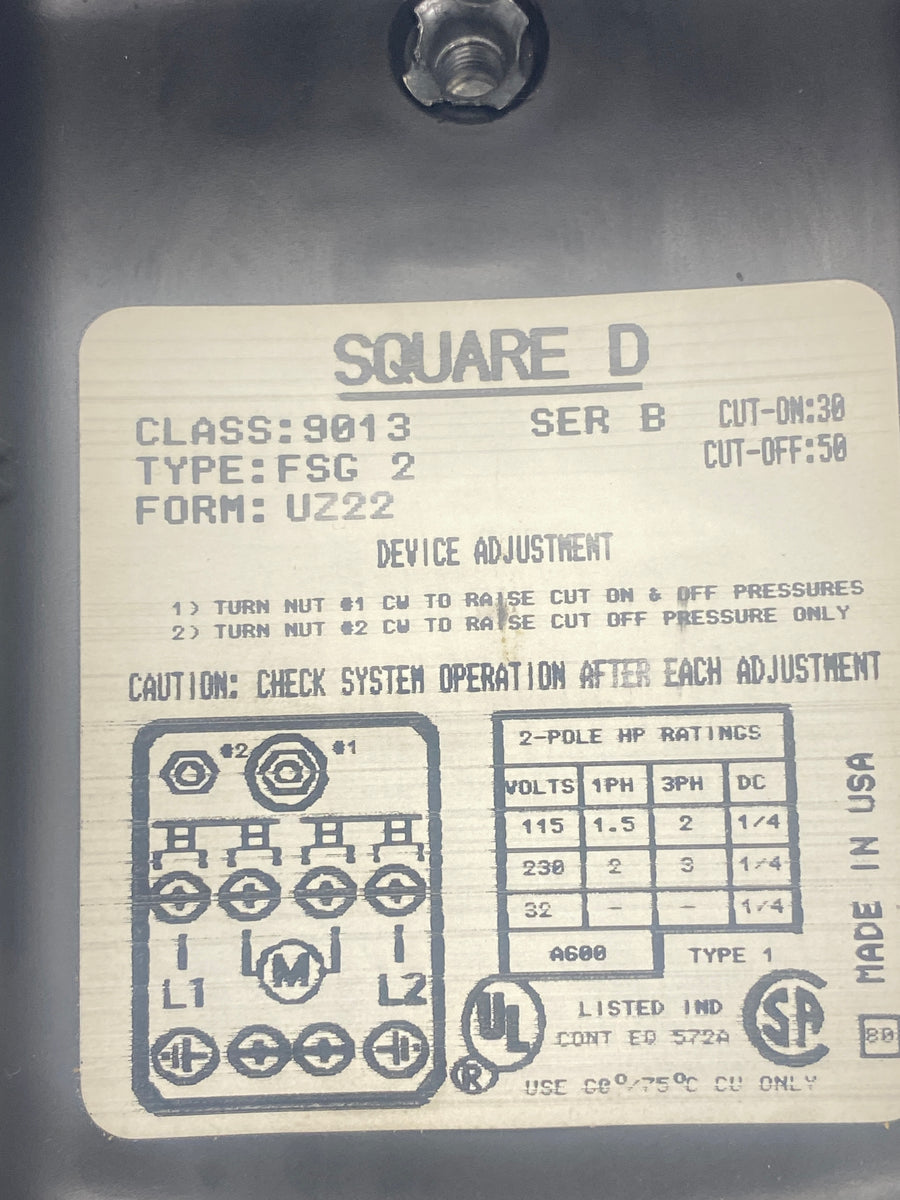 SQUARE D
CLASS:9013 SER B CUT-ON:30
TYPE:FSG 2 CUT-OFF:50
FORM: UZ22
DEVICE ADJUSTMENT
1) TURN NUT #1 CW TO RAISE CUT ON & OFF PRESSURES
2) TURN NUT #2 CW TO RAISE CUT OFF PRESSURE ONLY
CAUTION: CHECK SYSTEM OPERATION AFTER EACH ADJUSTMENT
#2 #1
M
L1 L2
2-POLE HP RATINGS
VOLTS 1PH 3PH DC
115 1.5 2 1/4
230 2 3 1/4
32 - - 1/4
A600 TYPE 1
UL LISTED IND SA
CONT EQ 572A
® USE 60°/75°C CU ONLY
MADE IN USA
80